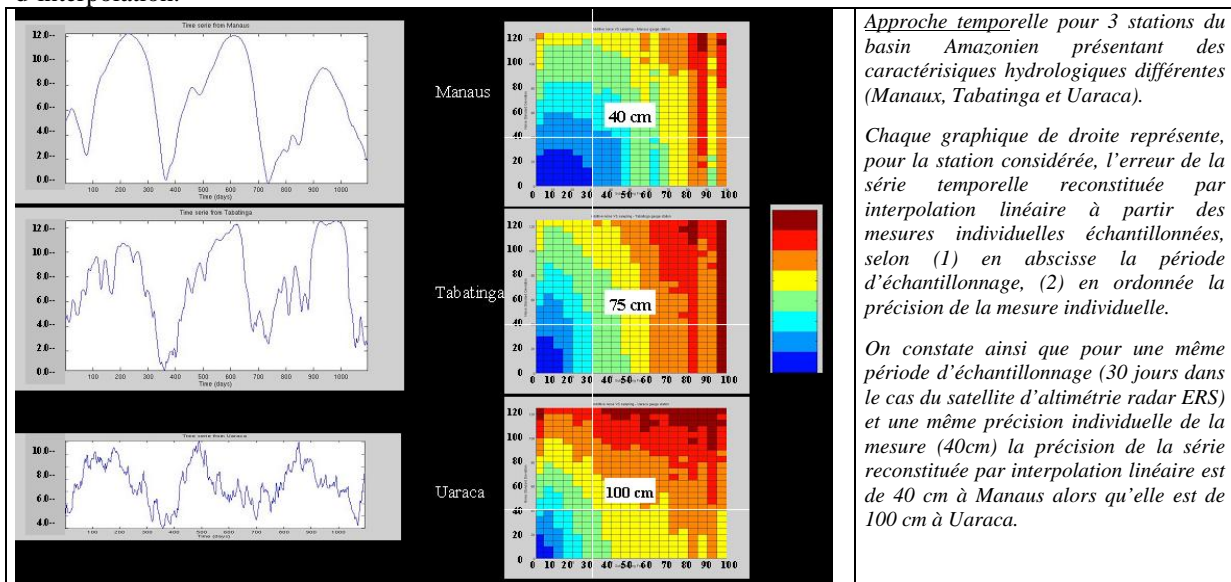 d'interpolation.
Time serie from Manaus
12.0--
10.0--
8.0--
6.0--
4.0--
2.0--
0.0--
100 200 300 400 500 600 700 800 900 1000
Time (days)
Time serie from Tabatinga
12.0--
10.0--
8.0--
6.0--
4.0--
2.0--
0.0--
100 200 300 400 500 600 700 800 900 1000
Time (days)
Time serie from Uaraca
10.0--
8.0--
6.0--
4.0--
100 200 300 400 500 600 700 800 900 1000
Time (days)
Manaus
120
100
80
60
40
20
0
40 cm
0 10 20 30 40 50 60 70 80 90 100
Tabatinga
120
100
80
60
40
20
0
75 cm
0 10 20 30 40 50 60 70 80 90 100
Uaraca
120
100
80
60
40
20
0
100 cm
0 10 20 30 40 50 60 70 80 90 100
Approche temporelle pour 3 stations du
basin Amazonien présentant des
caractérisiques hydrologiques différentes
(Manaux, Tabatinga et Uaraca).
Chaque graphique de droite représente,
pour la station considérée, l'erreur de la
série temporelle reconstituée par
interpolation linéaire à partir des
mesures individuelles échantillonnées,
selon (1) en abscisse la période
d'échantillonnage, (2) en ordonnée la
précision de la mesure individuelle.
On constate ainsi que pour une même
période d'échantillonnage (30 jours dans
le cas du satellite d'altimétrie radar ERS)
et une même précision individuelle de la
mesure (40cm) la précision de la série
reconstituée par interpolation linéaire est
de 40 cm à Manaus alors qu'elle est de
100 cm à Uaraca.